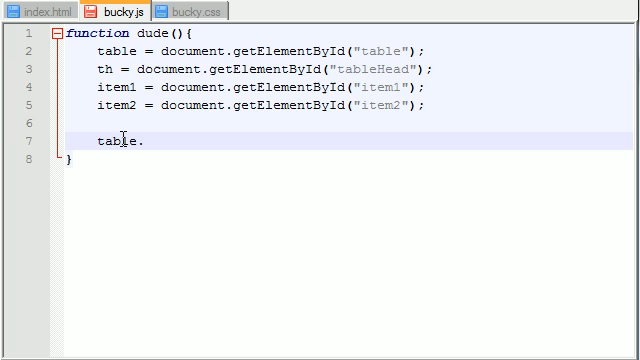 index.html bucky.js bucky.css
1 function dude(){
2 table = document.getElementById("table");
3 th = document.getElementById("tableHead");
4 item1 = document.getElementById("item1");
5 item2 = document.getElementById("item2");
6
7 table.
8 }